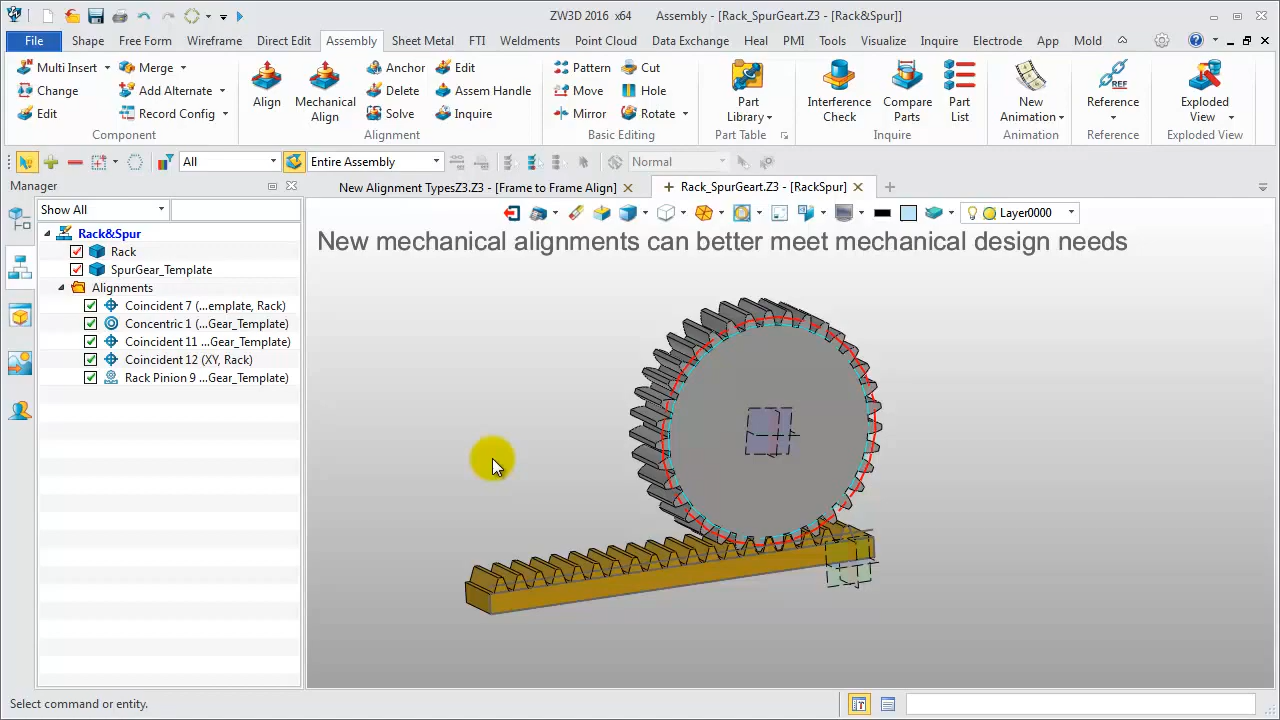 ZW3D 2016 x64 Assembly - [Rack_SpurGeart.Z3 - [Rack&Spur]]
File Shape Free Form Wireframe Direct Edit Assembly Sheet Metal FTI Weldments Point Cloud Data Exchange Heal PMI Tools Visualize Inquire Electrode App Mold
Multi Insert Merge Anchor Edit Pattern Cut
Change Add Alternate Delete Assem Handle Move Hole
Edit Record Config Solve Inquire Mirror Rotate
Align Mechanical Align Part Library Interference Check Compare Parts Part List New Animation Reference Exploded View
REF
Component Alignment Basic Editing Part Table Inquire Animation Reference Exploded View
All Entire Assembly Normal
Manager
New Alignment TypesZ3.Z3 - [Frame to Frame Align] Rack_SpurGeart.Z3 - [RackSpur]
Show All Layer0000
Rack&Spur
Rack
SpurGear_Template
Alignments
Coincident 7 (...emplate, Rack)
Concentric 1 (...Gear_Template)
Coincident 11 ...Gear_Template)
Coincident 12 (XY, Rack)
Rack Pinion 9 ...Gear_Template)
New mechanical alignments can better meet mechanical design needs
Select command or entity.